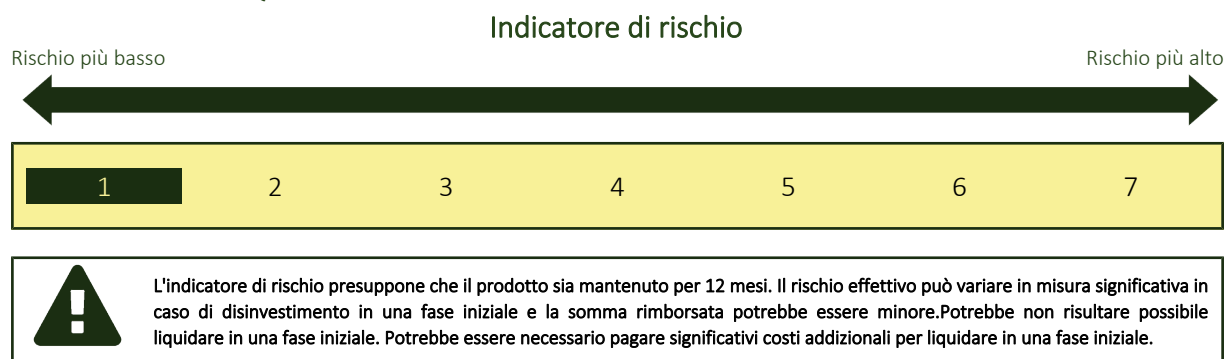 Indicatore di rischio
Rischio più basso
Rischio più alto
1 2 3 4 5 6 7
L'indicatore di rischio presuppone che il prodotto sia mantenuto per 12 mesi. Il rischio effettivo può variare in misura significativa in
caso di disinvestimento in una fase iniziale e la somma rimborsata potrebbe essere minore.Potrebbe non risultare possibile
liquidare in una fase iniziale. Potrebbe essere necessario pagare significativi costi addizionali per liquidare in una fase iniziale.